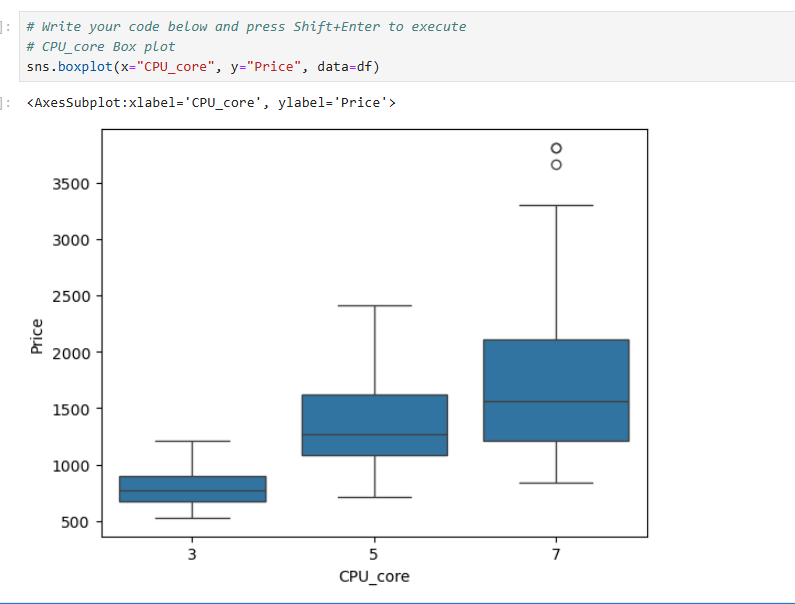 ]:
# Write your code below and press Shift+Enter to execute
# CPU_core Box plot
sns.boxplot(x="CPU_core", y="Price", data=df)
]:
<AxesSubplot:xlabel='CPU_core', ylabel='Price'>
3500
3000
2500
2000
1500
1000
500
Price
3 5 7
CPU_core